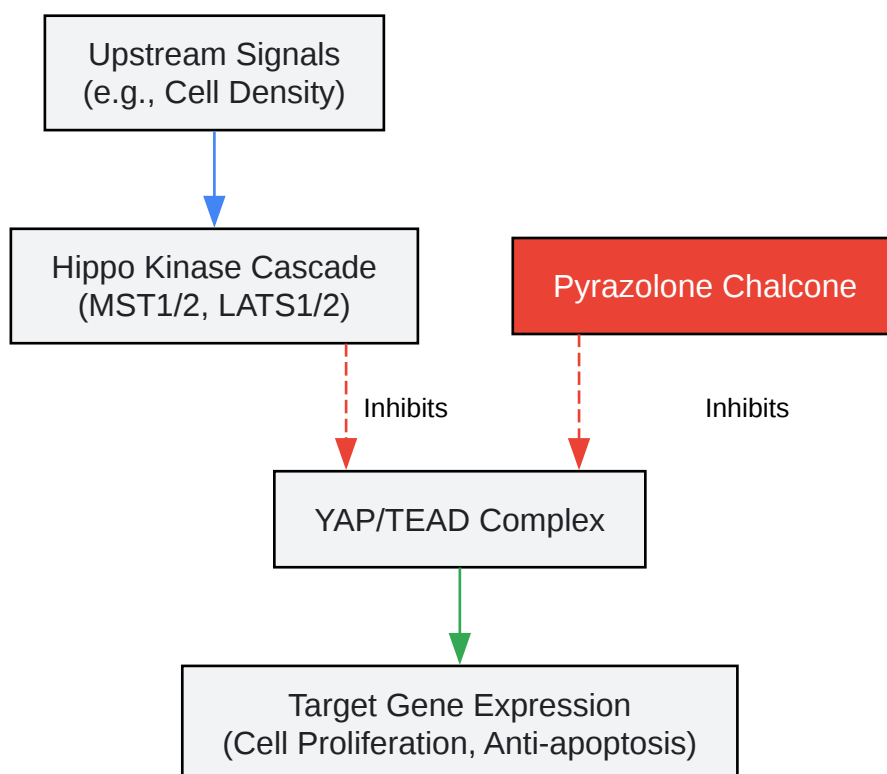 Upstream Signals
(e.g., Cell Density)
Hippo Kinase Cascade
(MST1/2, LATS1/2)
Pyrazolone Chalcone
Inhibits
Inhibits
YAP/TEAD Complex
Target Gene Expression
(Cell Proliferation, Anti-apoptosis)